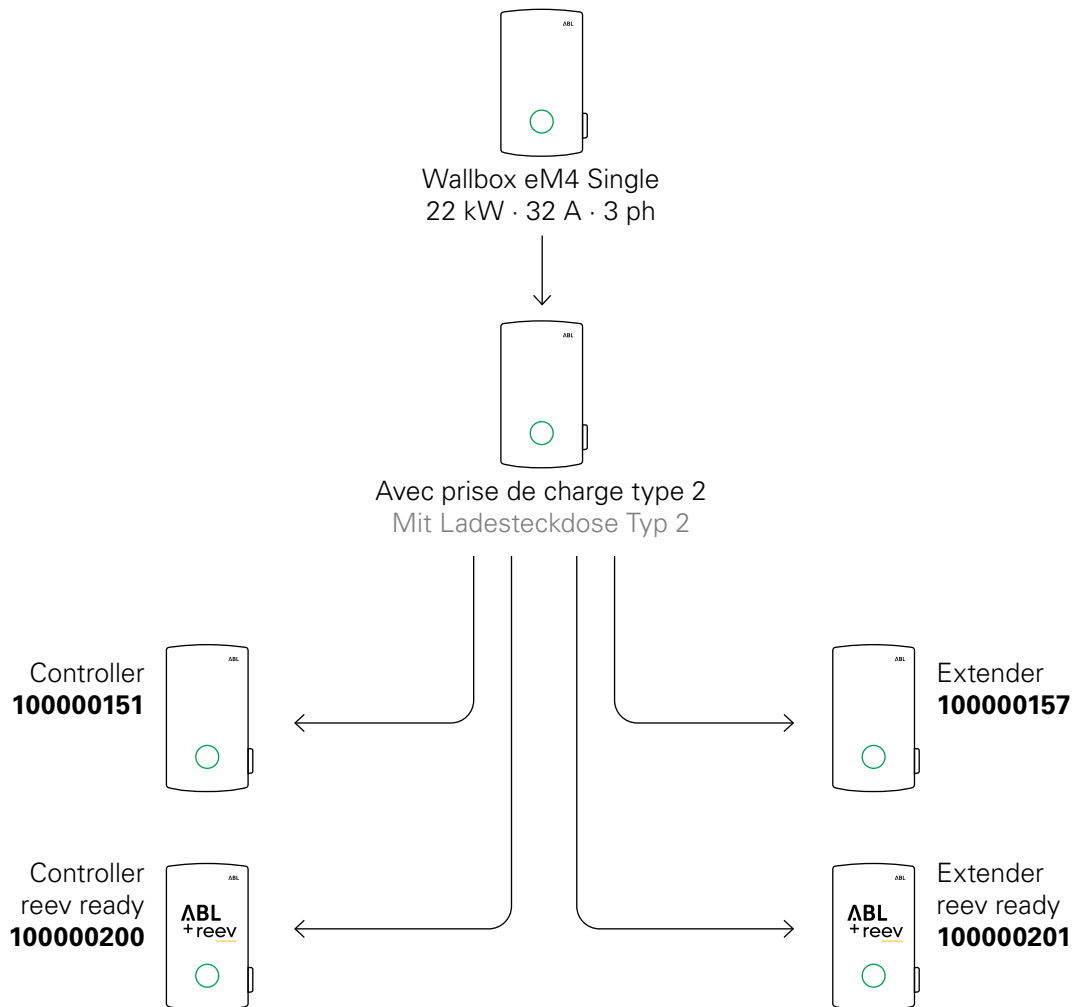 ABL
Wallbox eM4 Single
22 kW · 32 A · 3 ph
ABL
Avec prise de charge type 2
Mit Ladesteckdose Typ 2
Controller
100000151
ABL
ABL
Extender
100000157
Controller
reev ready
100000200
ABL
ABL
+reev
ABL
ABL
+reev
Extender
reev ready
100000201